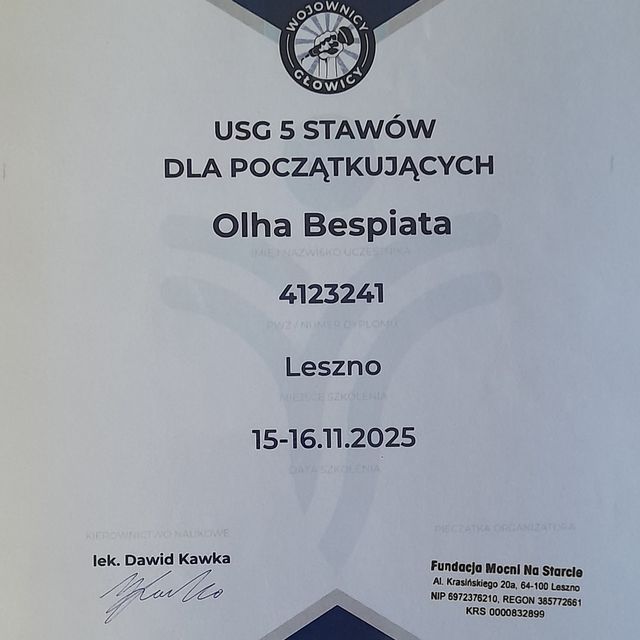 WOJOWNICY
GŁOWICY
USG 5 STAWÓW
DLA POCZĄTKUJĄCYCH
Olha Bespiata
IMIĘ I NAZWISKO UCZESTNIKA
4123241
PWZ / NUMER DYPLOMU
Leszno
MIEJSCE SZKOLENIA
15-16.11.2025
DATA SZKOLENIA
KIEROWNICTWO NAUKOWE
lek. Dawid Kawka
PIECZĄTKA ORGANIZATORA
Fundacja Mocni Na Starcie
Al. Krasińskiego 20a, 64-100 Leszno
NIP 6972376210, REGON 385772661
KRS 0000832899